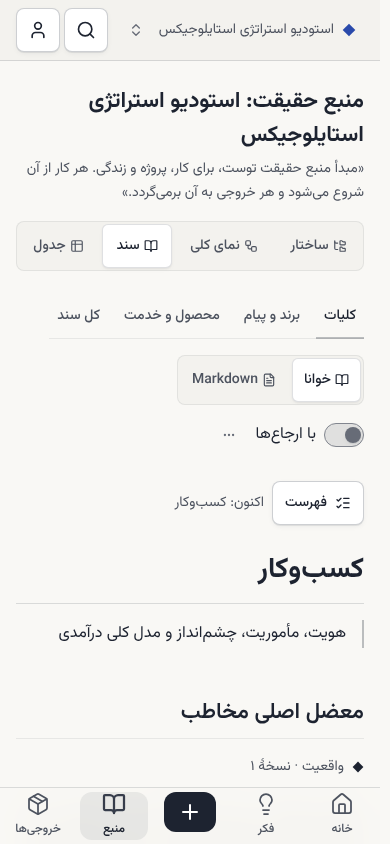 استودیو استراتژی استایلوجیکس
منبع حقیقت: استودیو استراتژی
استایلوجیکس
«مبدأ منبع حقیقت توست، برای کار، پروژه و زندگی. هر کار از آن
شروع می‌شود و هر خروجی به آن برمی‌گردد.»
ساختار
نمای کلی
سند
جدول
کلیات
برند و پیام
محصول و خدمت
کل سند
خوانا
Markdown
با ارجاع‌ها
...
فهرست
اکنون: کسب‌وکار
کسب‌وکار
هویت، مأموریت، چشم‌انداز و مدل کلی درآمدی
معضل اصلی مخاطب
واقعیت · نسخهٔ ۱
خانه
فکر
منبع
خروجی‌ها